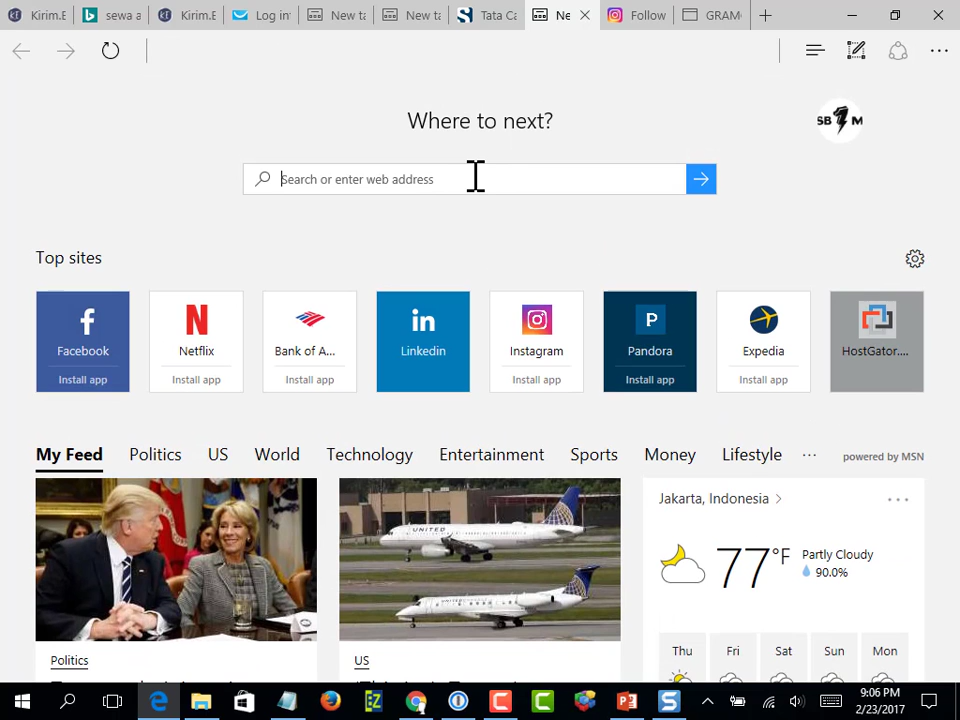 Kirim.E
sewa a
Kirim.E
Log in
New ta
New ta
Tata Ca
Ne
Follow
GRAM
Where to next?
SB M
Search or enter web address
Top sites
Facebook
Install app
Netflix
Install app
Bank of A...
Install app
in
Linkedin
Instagram
Install app
P
Pandora
Install app
Expedia
Install app
HostGator....
My Feed Politics US World Technology Entertainment Sports Money Lifestyle ... powered by MSN
Jakarta, Indonesia
77°F
Partly Cloudy
90.0%
UNITED
Thu Fri Sat Sun Mon
Politics
US
EZ
9:06 PM
2/23/2017